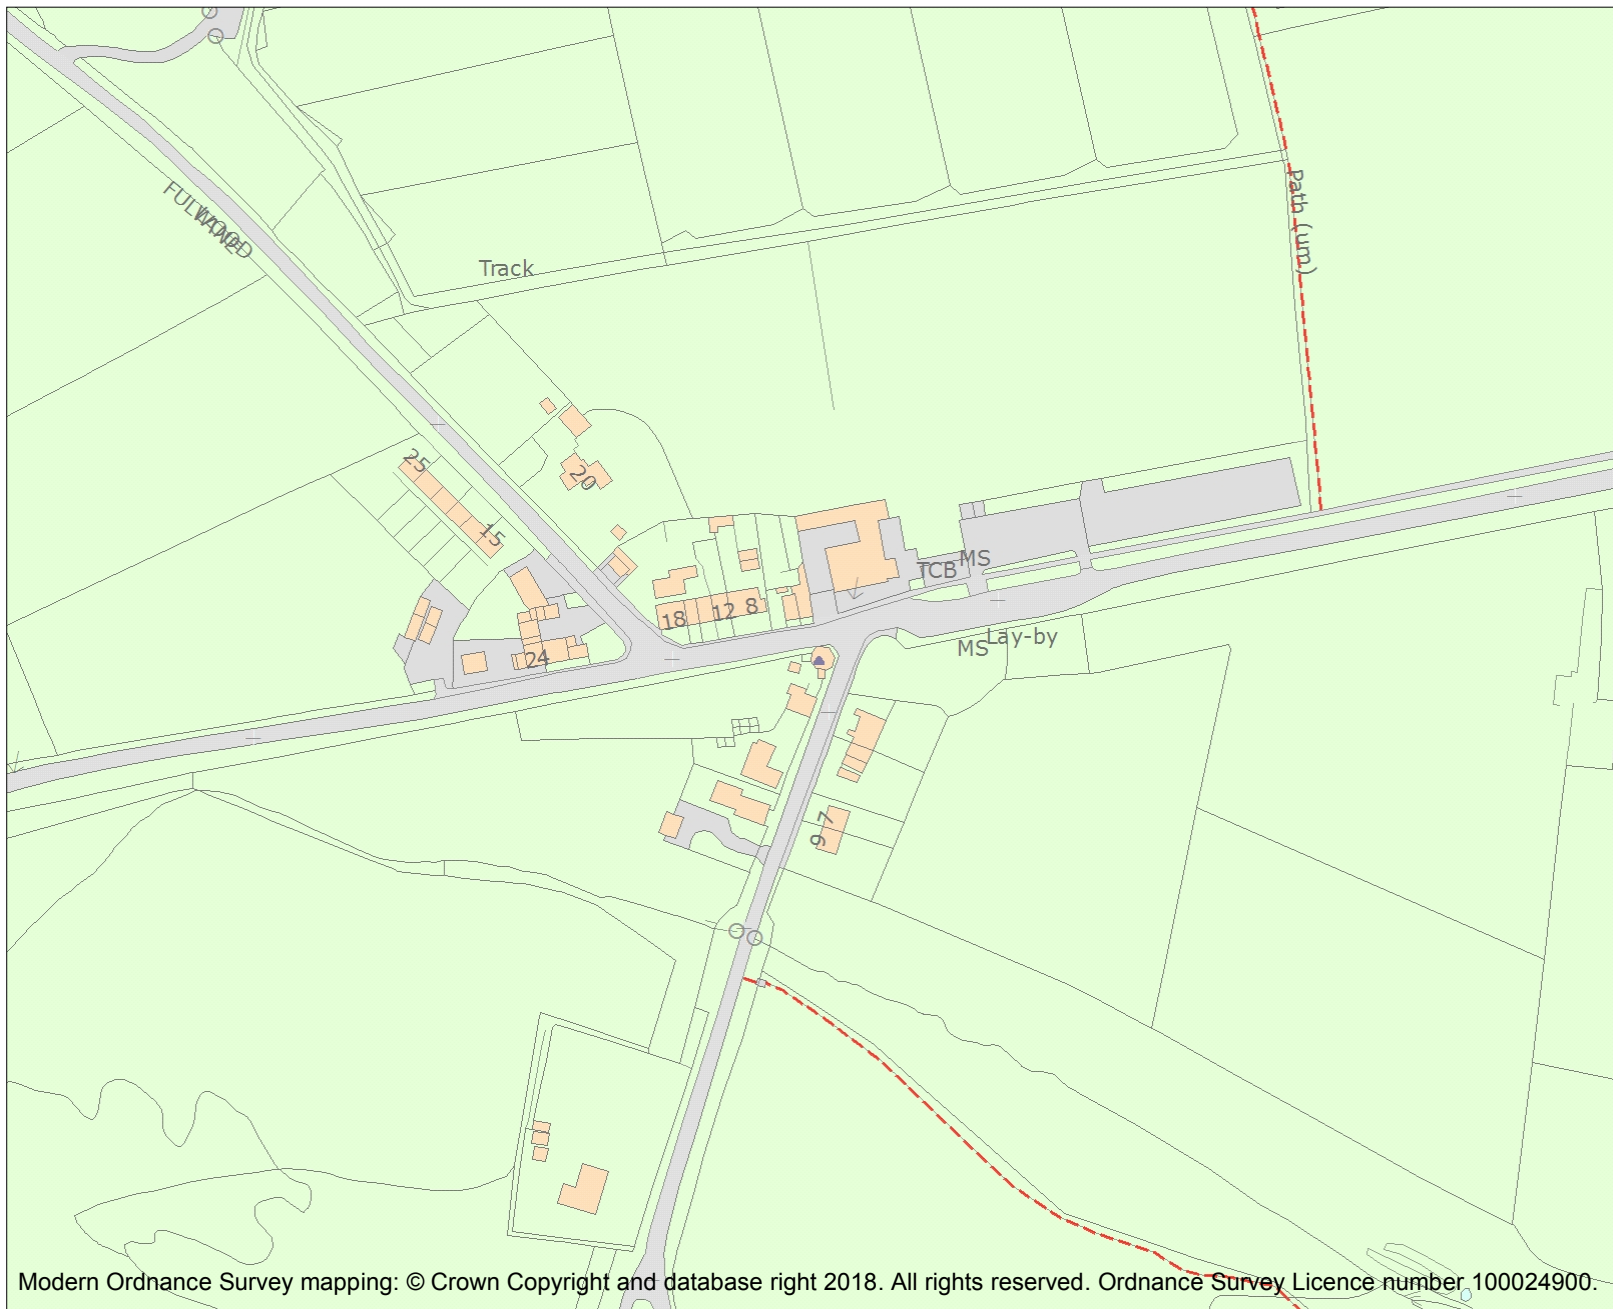 FULWOOD
LANE
Path (um)
Track
25
20
15
MS
TCB
18
12
8
Lay-by
MS
24
7
9
Modern Ordnance Survey mapping: © Crown Copyright and database right 2018. All rights reserved. Ordnance Survey Licence number 100024900.